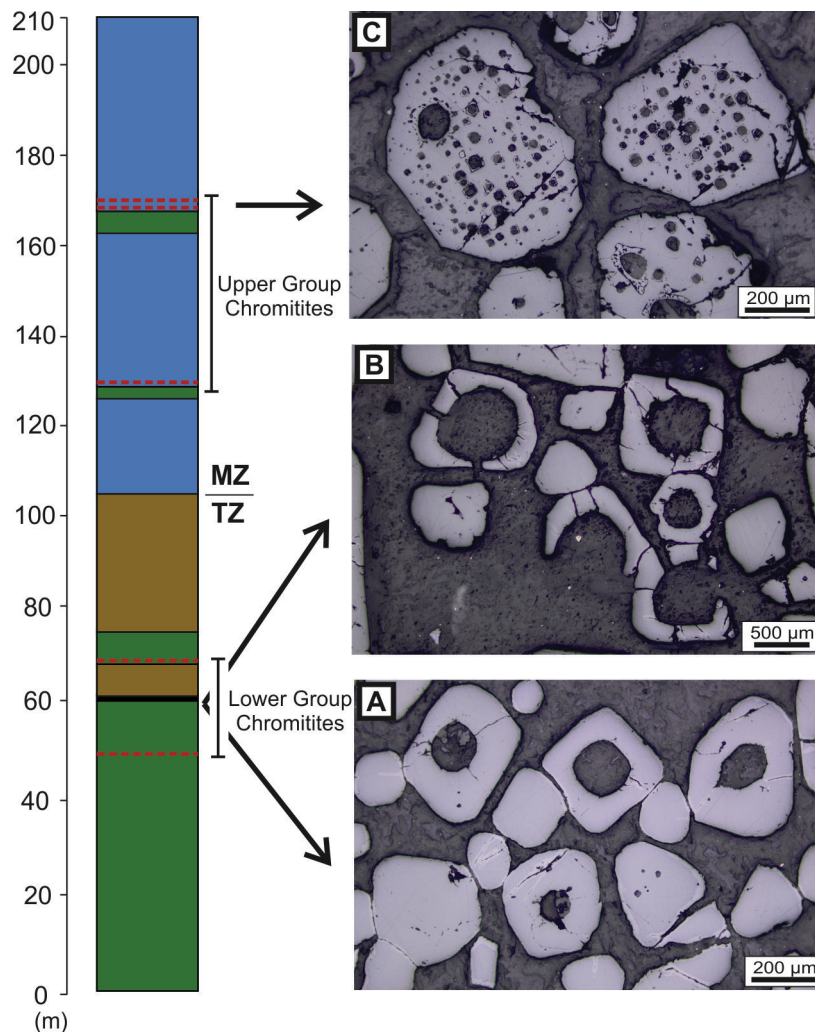 210
200
180
160
140
120
100
80
60
40
20
0
(m)
Upper Group
Chromitites
MZ
TZ
Lower Group
Chromitites
C
200 µm
B
500 µm
A
200 µm